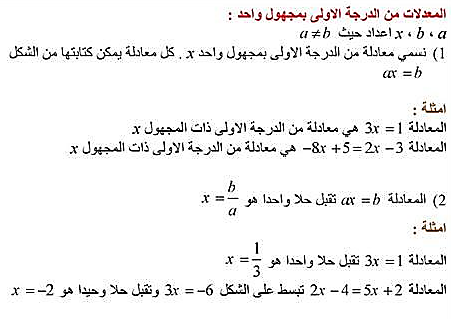 المعدلات من الدرجة الاولى بمجهول واحد :
x ، b ، a اعداد حيث a ≠ b
1) نسمي معادلة من الدرجة الاولى بمجهول واحد x . كل معادلة يمكن كتابتها من الشكل
ax = b
امثلة :
المعادلة 3x = 1 هي معادلة من الدرجة الاولى ذات المجهول x
المعادلة −8x + 5 = 2x − 3 هي معادلة من الدرجة الاولى ذات المجهول x
2) المعادلة ax = b تقبل حلا واحدا هو x = b/a
امثلة :
المعادلة 3x = 1 تقبل حلا واحدا هو x = 1/3
المعادلة 2x − 4 = 5x + 2 تبسط على الشكل 3x = −6 وتقبل حلا وحيدا هو x = −2